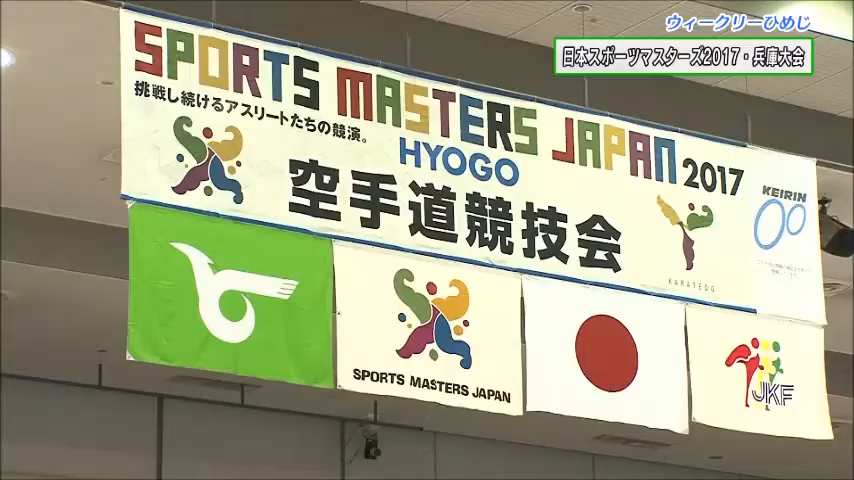 ウィークリーひめじ
日本スポーツマスターズ2017・兵庫大会
SPORTS MASTERS JAPAN 2017
挑戦し続けるアスリートたちの競演。
HYOGO
空手道競技会
KARATEDO
KEIRIN
SPORTS MASTERS JAPAN
JKF